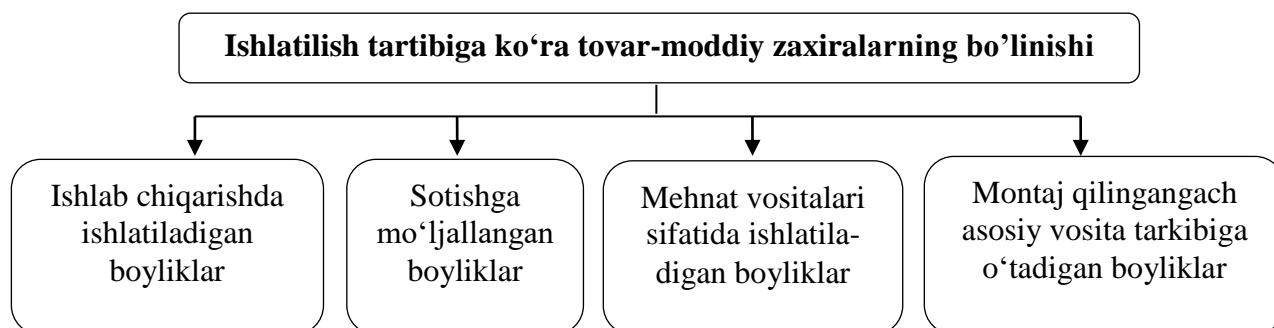 Ishlatilish tartibiga ko‘ra tovar-moddiy zaxiralarning bo’linishi
Ishlab chiqarishda
ishlatiladigan
boyliklar
Sotishga
mo‘ljallangan
boyliklar
Mehnat vositalari
sifatida ishlatila-
digan boyliklar
Montaj qilingangach
asosiy vosita tarkibiga
o‘tadigan boyliklar